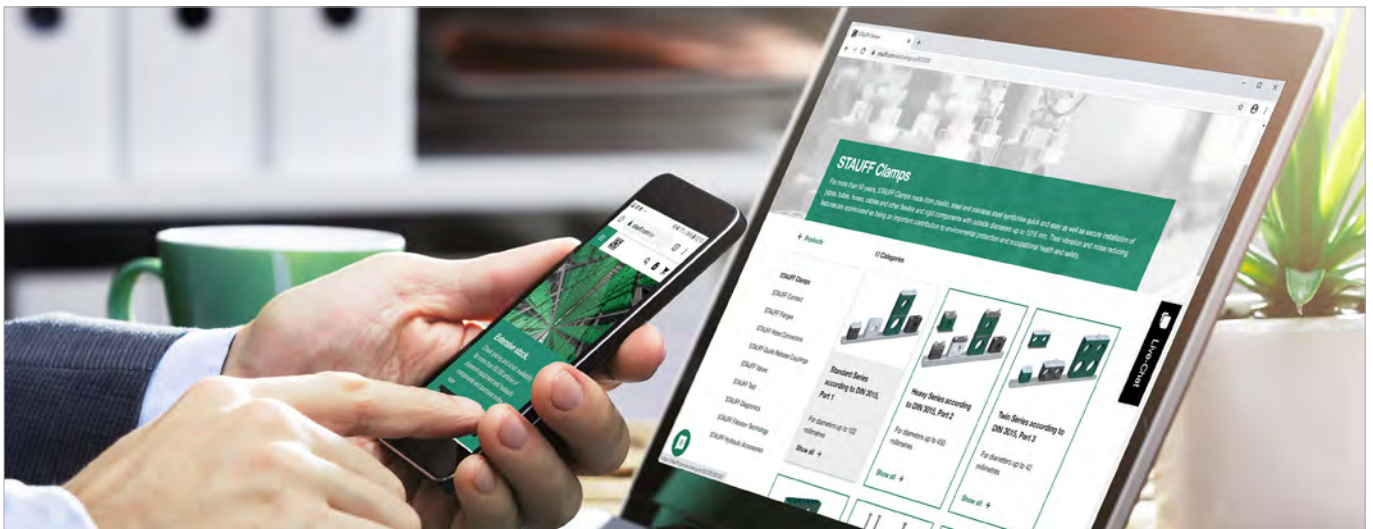 STAUFF Clamps
For more than 50 years, STAUFF Clamps made from plastic, steel and stainless steel symbolise quick and easy as well as secure installation of
pipes, tubes, hoses, cables and other flexible and rigid components with outside diameters up to 1016 mm. Their vibration and noise reducing
features are appreciated as being an important contribution to environmental protection and occupational health and safety.
← Products
17 Categories
STAUFF Clamps
STAUFF Connect
STAUFF Flanges
STAUFF Hose Connectors
STAUFF Quick Release Couplings
STAUFF Valves
STAUFF Test
STAUFF Diagtronics
STAUFF Filtration Technology
STAUFF Hydraulic Accessories
Standard Series
according to DIN 3015,
Part 1
For diameters up to 102
millimetres
Show all →
Heavy Series according
to DIN 3015, Part 2
For diameters up to
millimetres
Show all →
Twin Series according to
DIN 3015, Part 3
For diameters up to 42
millimetres
Show all →
Live-Chat
Extensive stock.
Check pricing and stock availability